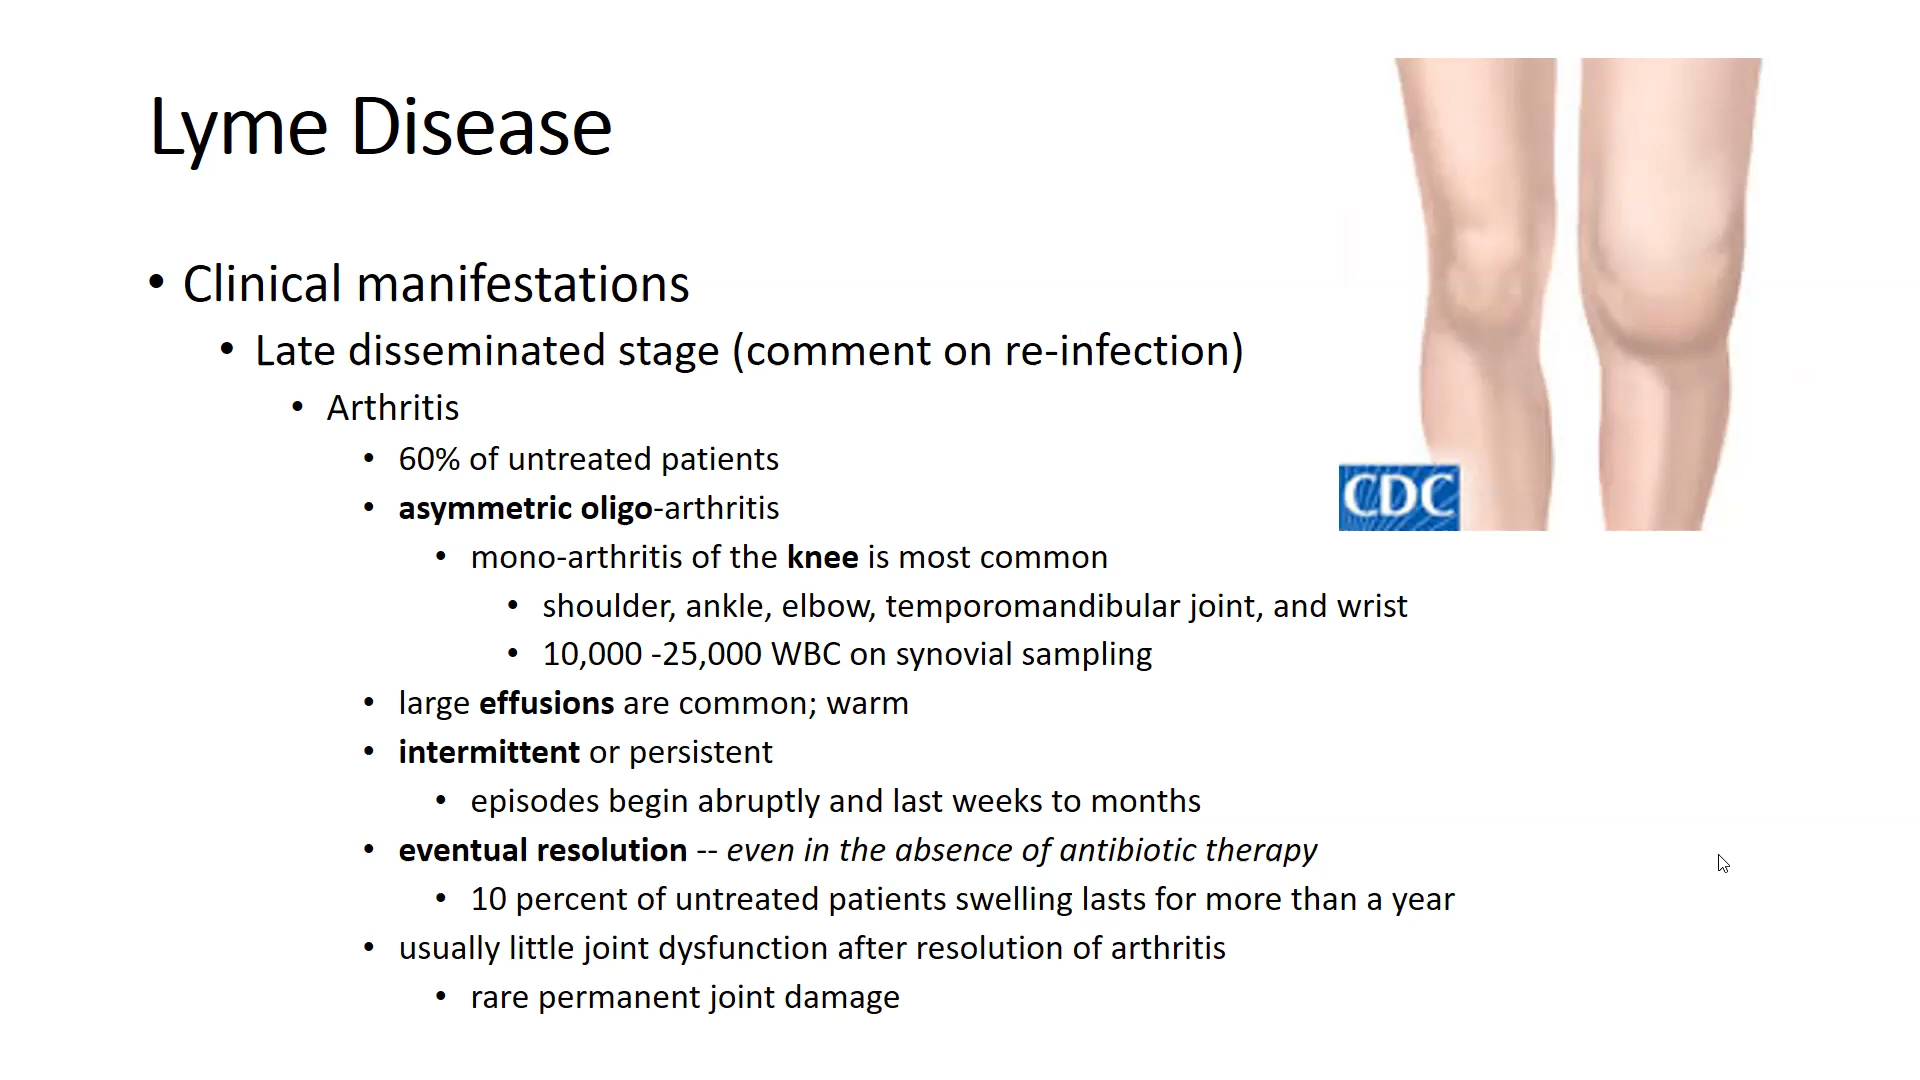 Lyme Disease
• Clinical manifestations
• Late disseminated stage (comment on re-infection)
• Arthritis
• 60% of untreated patients
• asymmetric oligo-arthritis
• mono-arthritis of the knee is most common
• shoulder, ankle, elbow, temporomandibular joint, and wrist
• 10,000 -25,000 WBC on synovial sampling
• large effusions are common; warm
• intermittent or persistent
• episodes begin abruptly and last weeks to months
• eventual resolution -- even in the absence of antibiotic therapy
• 10 percent of untreated patients swelling lasts for more than a year
• usually little joint dysfunction after resolution of arthritis
• rare permanent joint damage
CDC